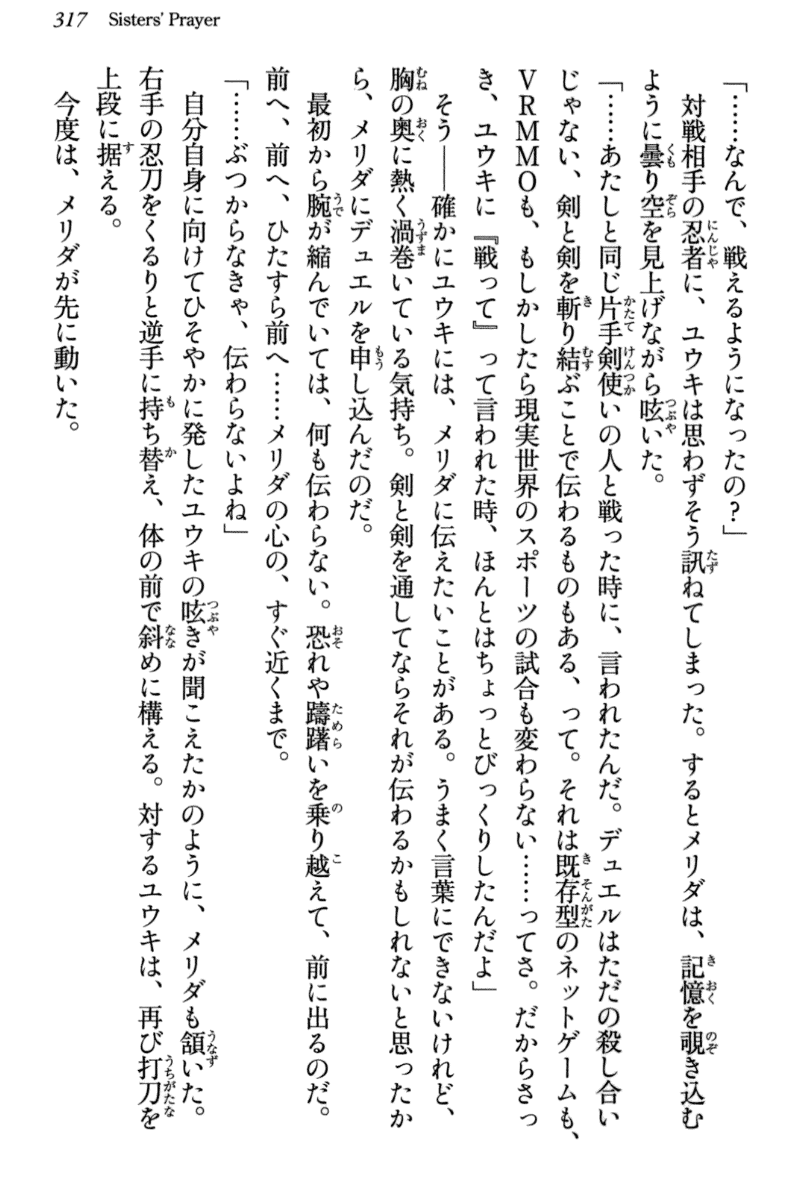 317 Sisters' Prayer
「……なんで、戦えるようになったの？」
　対戦相手の忍者に、ユウキは思わずそう訊ねてしまった。するとメリダは、記憶を覗き込む
ように曇り空を見上げながら呟いた。
「……あたしと同じ片手剣使いの人と戦った時に、言われたんだ。デュエルはただの殺し合い
じゃない、剣と剣を斬り結ぶことで伝わるものもある、って。それは既存型のネットゲームも、
ＶＲＭＭＯも、もしかしたら現実世界のスポーツの試合も変わらない……ってさ。だからさっ
き、ユウキに『戦って』って言われた時、ほんとはちょっとびっくりしたんだよ」
　そう――確かにユウキには、メリダに伝えたいことがある。うまく言葉にできないけれど、
胸の奥に熱く渦巻いている気持ち。剣と剣を通してならそれが伝わるかもしれないと思ったか
ら、メリダにデュエルを申し込んだのだ。
　最初から腕が縮んでいては、何も伝わらない。恐れや躊躇いを乗り越えて、前に出るのだ。
前へ、前へ、ひたすら前へ……メリダの心の、すぐ近くまで。
「……ぶつからなきゃ、伝わらないよね」
　自分自身に向けてひそやかに発したユウキの呟きが聞こえたかのように、メリダも頷いた。
右手の忍刀をくるりと逆手に持ち替え、体の前で斜めに構える。対するユウキは、再び打刀を
上段に据える。
　今度は、メリダが先に動いた。